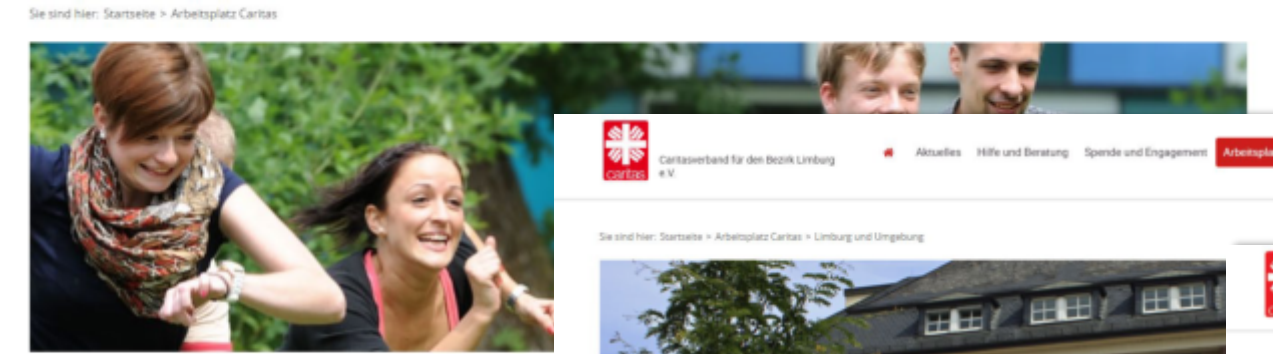 Sie sind hier: Startseite > Arbeitsplatz Caritas
caritas
Caritasverband für den Bezirk Limburg
e.V.
Aktuelles Hilfe und Beratung Spende und Engagement
Sie sind hier: Startseite > Arbeitsplatz Caritas > Limburg und Umgebung